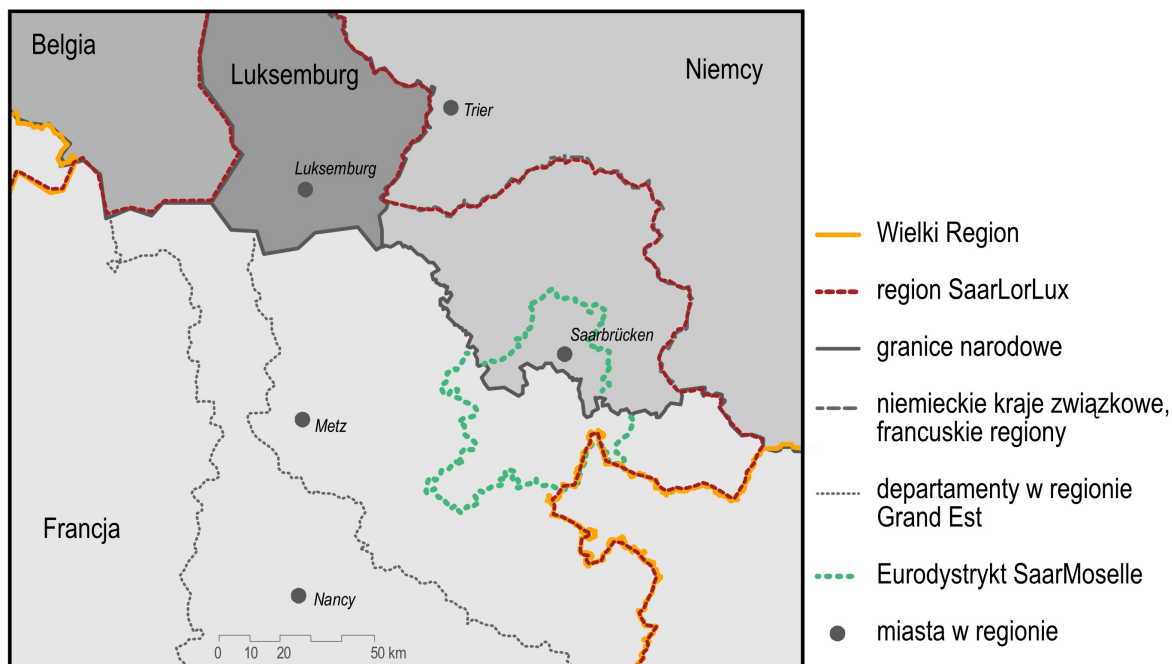 Belgia
Luksemburg
Niemcy
Trier
Luksemburg
Saarbrücken
Metz
Francja
Nancy
0 10 20 50 km
Wielki Region
region SaarLorLux
granice narodowe
niemieckie kraje związkowe,
francuskie regiony
departamenty w regionie
Grand Est
Eurodystrykt SaarMoselle
miasta w regionie